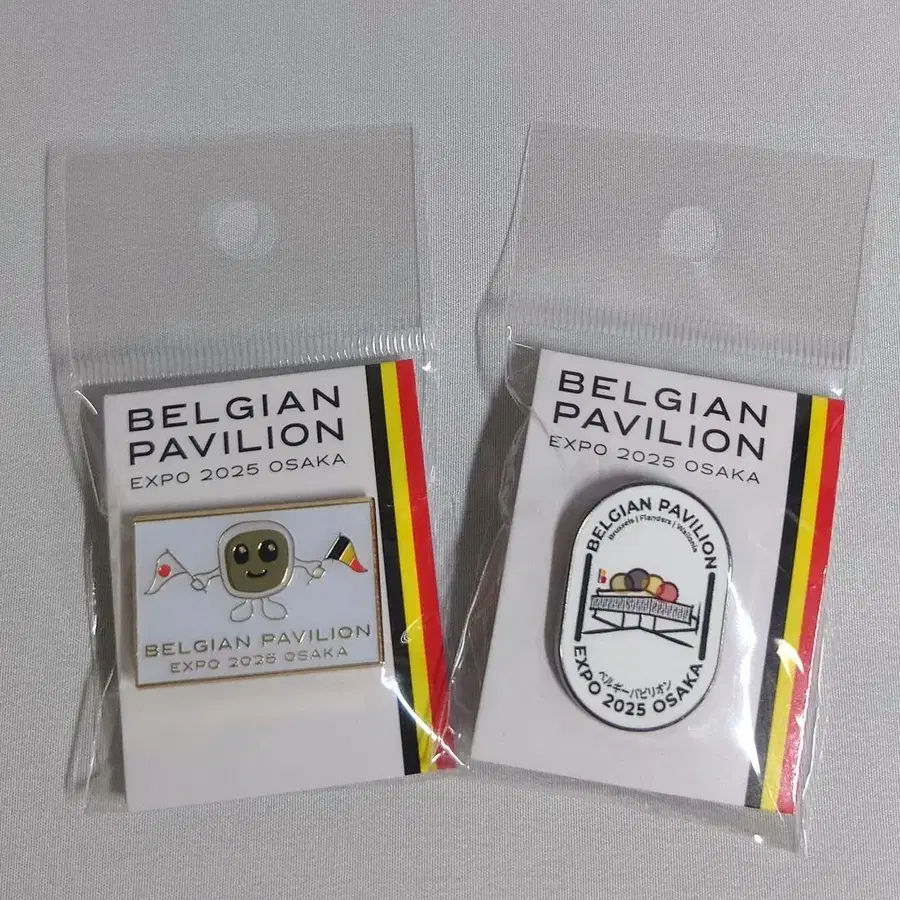 BELGIAN
PAVILION
EXPO 2025 OSAKA
BELGIAN PAVILION
EXPO 2025 OSAKA
BELGIAN
PAVILION
EXPO 2025 OSAKA
BELGIAN PAVILION
Brussels | Flanders | Wallonia
ベルギーパビリオン
EXPO 2025 OSAKA